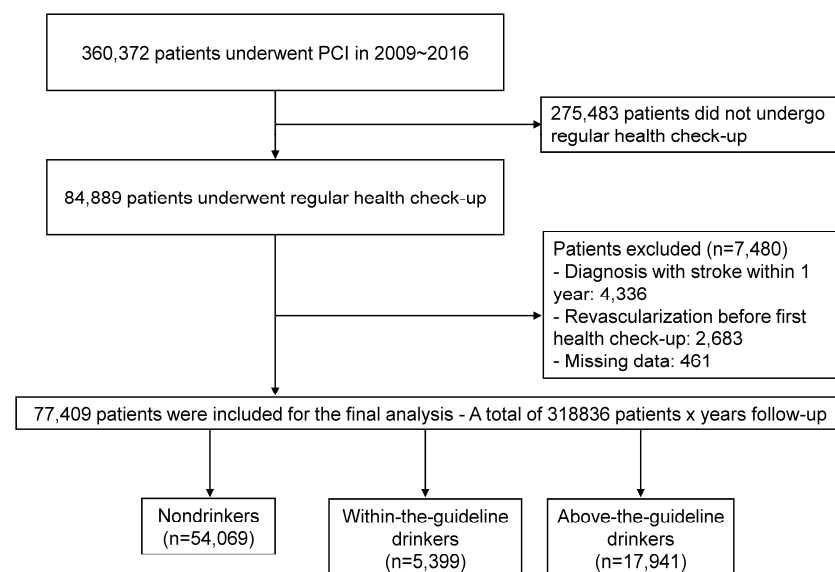 360,372 patients underwent PCI in 2009~2016
275,483 patients did not undergo
regular health check-up
84,889 patients underwent regular health check-up
Patients excluded (n=7,480)
- Diagnosis with stroke within 1
year: 4,336
- Revascularization before first
health check-up: 2,683
- Missing data: 461
77,409 patients were included for the final analysis - A total of 318836 patients x years follow-up
Nondrinkers
(n=54,069)
Within-the-guideline
drinkers
(n=5,399)
Above-the-guideline
drinkers
(n=17,941)